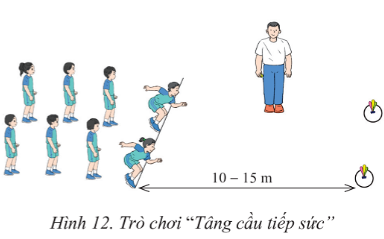 10 – 15 m
Hình 12. Trò chơi “Tâng cầu tiếp sức”